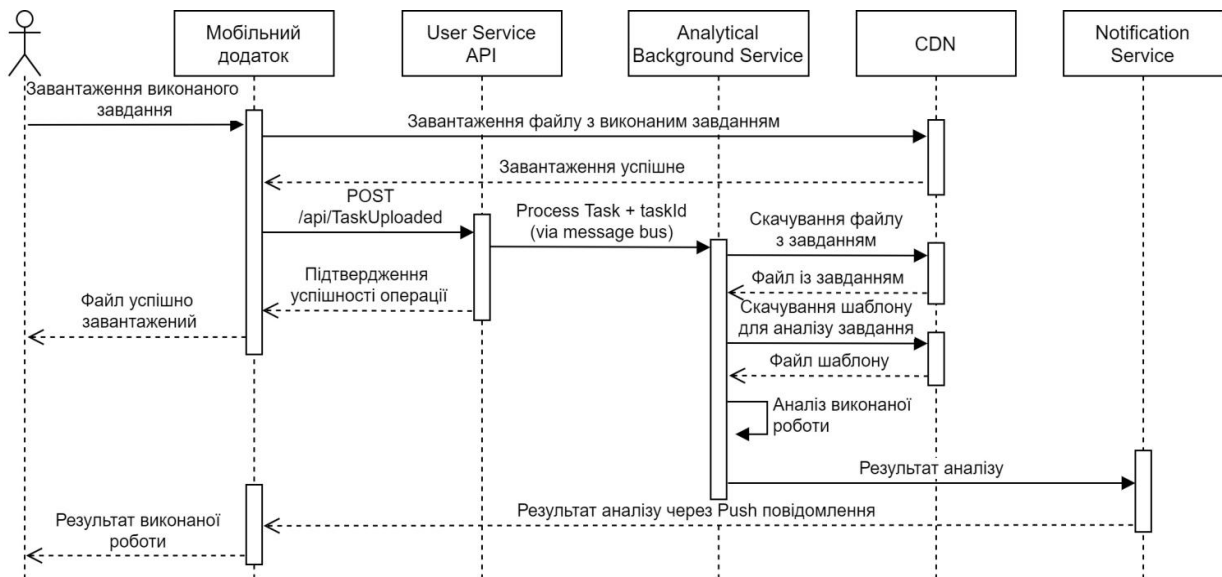 Мобільний
додаток
User Service
API
Analytical
Background Service
CDN
Notification
Service
Завантаження виконаного
завдання
Завантаження файлу з виконаним завданням
Завантаження успішне
POST
/api/TaskUploaded
Process Task + taskId
(via message bus)
Скачування файлу
з завданням
Підтвердження
успішності операції
Файл із завданням
Файл успішно
завантажений
Скачування шаблону
для аналізу завдання
Файл шаблону
Аналіз виконаної
роботи
Результат аналізу
Результат аналізу через Push повідомлення
Результат виконаної
роботи